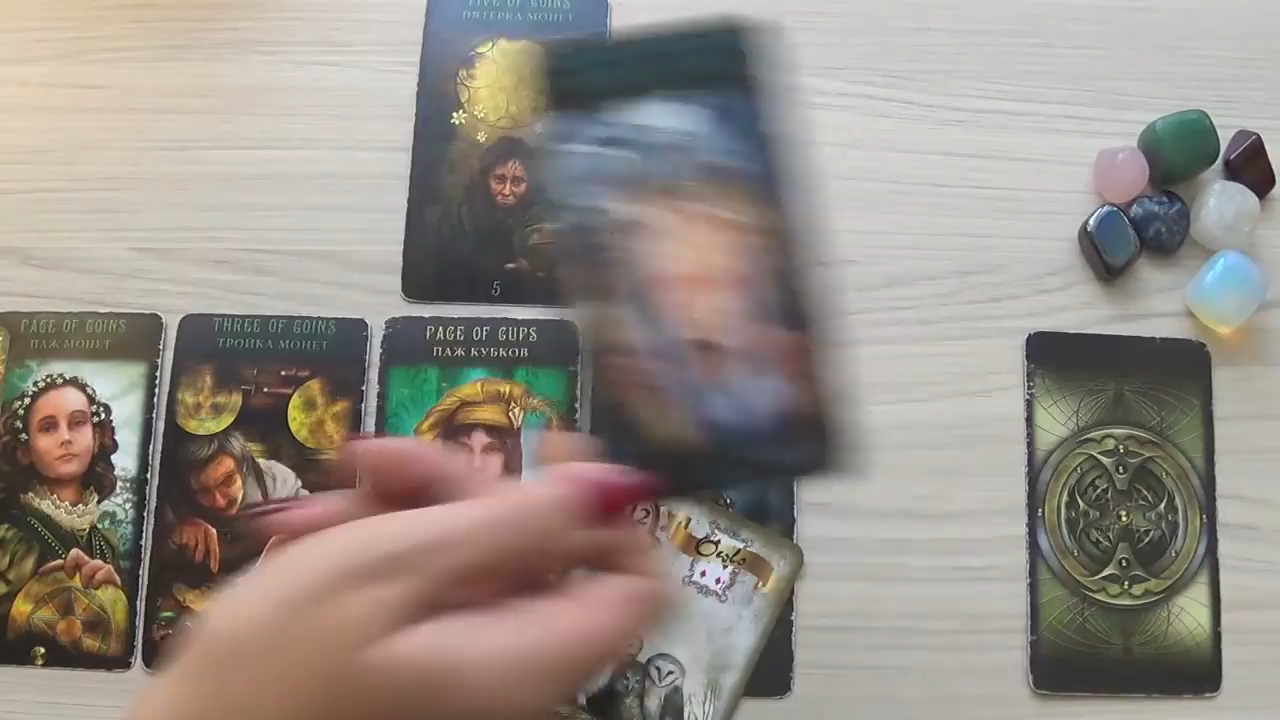 FIVE OF COINS
ПЯТЕРКА МОНЕТ
5
PAGE OF COINS
ПАЖ МОНЕТ
THREE OF COINS
ТРОЙКА МОНЕТ
PAGE OF CUPS
ПАЖ КУБКОВ
Owls